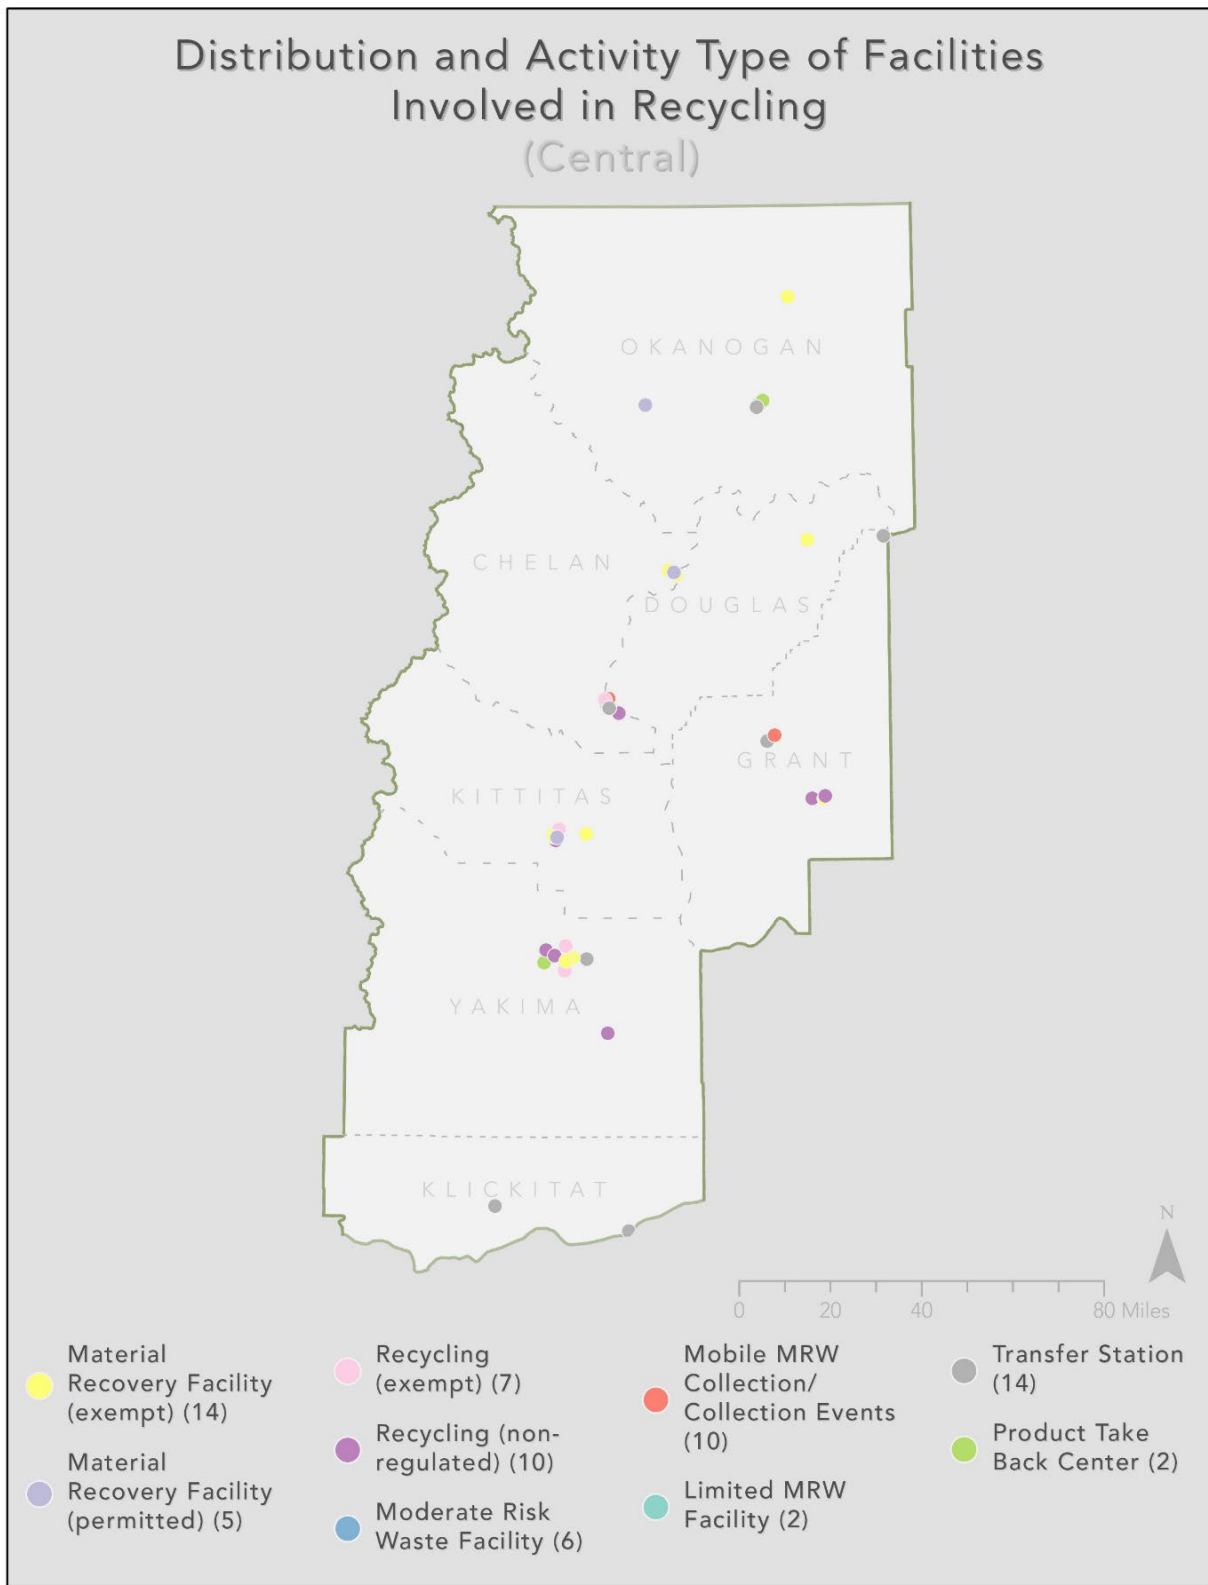 Distribution and Activity Type of Facilities
Involved in Recycling
(Central)
OKANOGAN
CHELAN
DOUGLAS
GRANT
KITTITAS
YAKIMA
KLICKITAT
N
0 20 40 80 Miles
Material
Recovery Facility
(exempt) (14)
Material
Recovery Facility
(permitted) (5)
Recycling
(exempt) (7)
Recycling (non-
regulated) (10)
Moderate Risk
Waste Facility (6)
Mobile MRW
Collection/
Collection Events
(10)
Limited MRW
Facility (2)
Transfer Station
(14)
Product Take
Back Center (2)